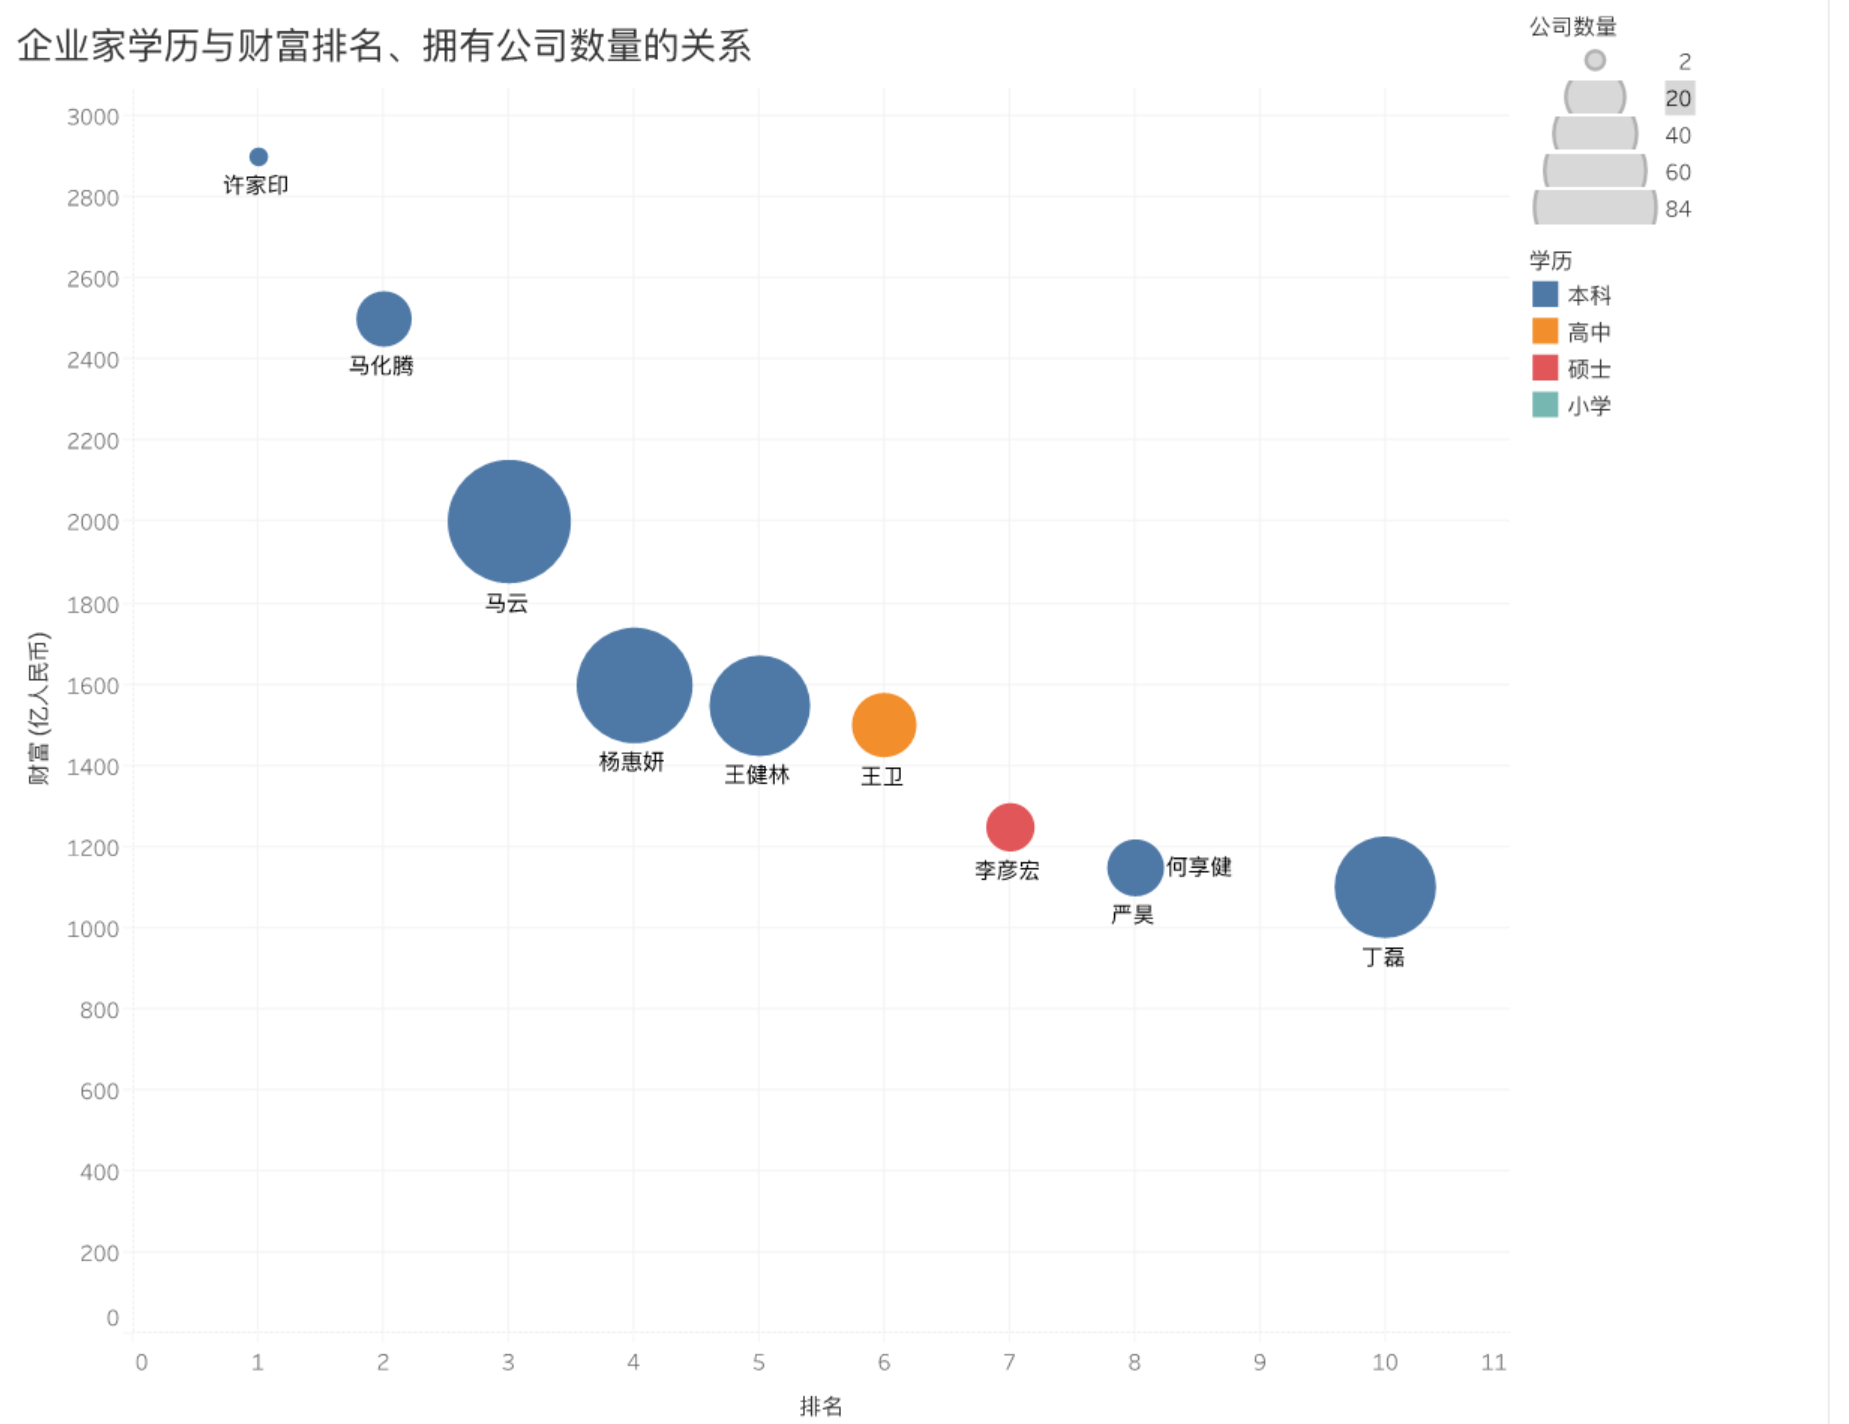 企业家学历与财富排名、拥有公司数量的关系
公司数量
2
20
40
60
84
学历
本科
高中
硕士
小学
3000
2800
2600
2400
2200
2000
1800
1600
1400
1200
1000
800
600
400
200
0
财富 (亿人民币)
许家印
马化腾
马云
杨惠妍
王健林
王卫
李彦宏
何享健
严昊
丁磊
0 1 2 3 4 5 6 7 8 9 10 11
排名